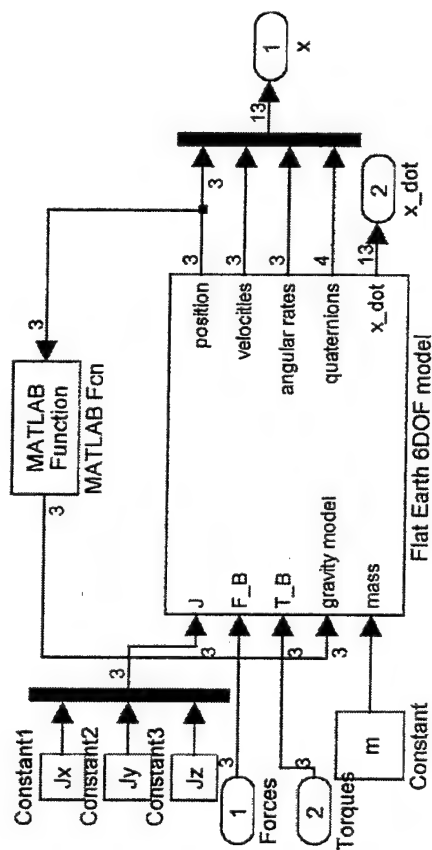 Constant1
Jx
Constant2
Jy
Constant3
Jz
3
3
1
Forces
3
2
Torques
m
Constant
MATLAB
Function
MATLAB Fcn
3
3
3
3
3
J
F_B
T_B
gravity model
mass
position
velocities
angular rates
quaternions
x_dot
Flat Earth 6DOF model
3
3
3
3
4
13
13
1
x
2
x_dot